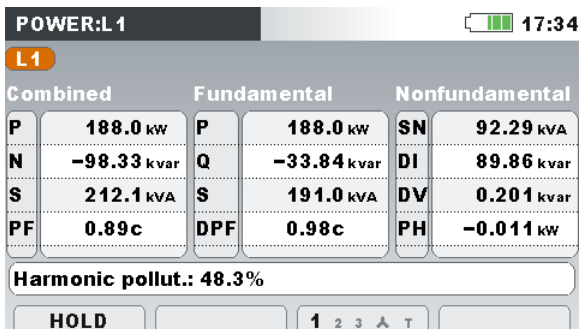 POWER:L1 17:34
L1
Combined Fundamental Nonfundamental
P 188.0 kW P 188.0 kW SN 92.29 kVA
N -98.33 kvar Q -33.84 kvar DI 89.86 kvar
S 212.1 kVA S 191.0 kVA DV 0.201 kvar
PF 0.89c DPF 0.98c PH -0.011 kW
Harmonic pollut.: 48.3%
HOLD 1 2 3 人 T